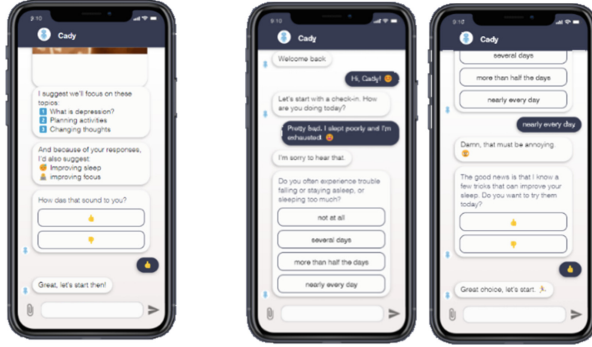 9:10
Cady
I suggest we'll focus on these
topics:
1 What is depression?
2 Planning activities
3 Changing thoughts
And because of your responses,
I'd also suggest
😴 Improving sleep
🧘 improving focus
How das that sound to you?
👍
👎
👍
Great, let's start then!
9:10
Cady
Welcome back
Hi, Cady! 😊
Let's start with a check-in. How
are you doing today?
Pretty bad. I slept poorly and I'm
exhausted. 🥵
I'm sorry to hear that.
Do you often experience trouble
falling or staying asleep, or
sleeping too much?
not at all
several days
more than half the days
nearly every day
9:10
Cady
several days
more than half the days
nearly every day
nearly every day
Damn, that must be annoying.
😧
The good news is that I know a
few tricks that can improve your
sleep. Do you want to try them
today?
👍
👎
👍
Great choice, let's start. 🏃